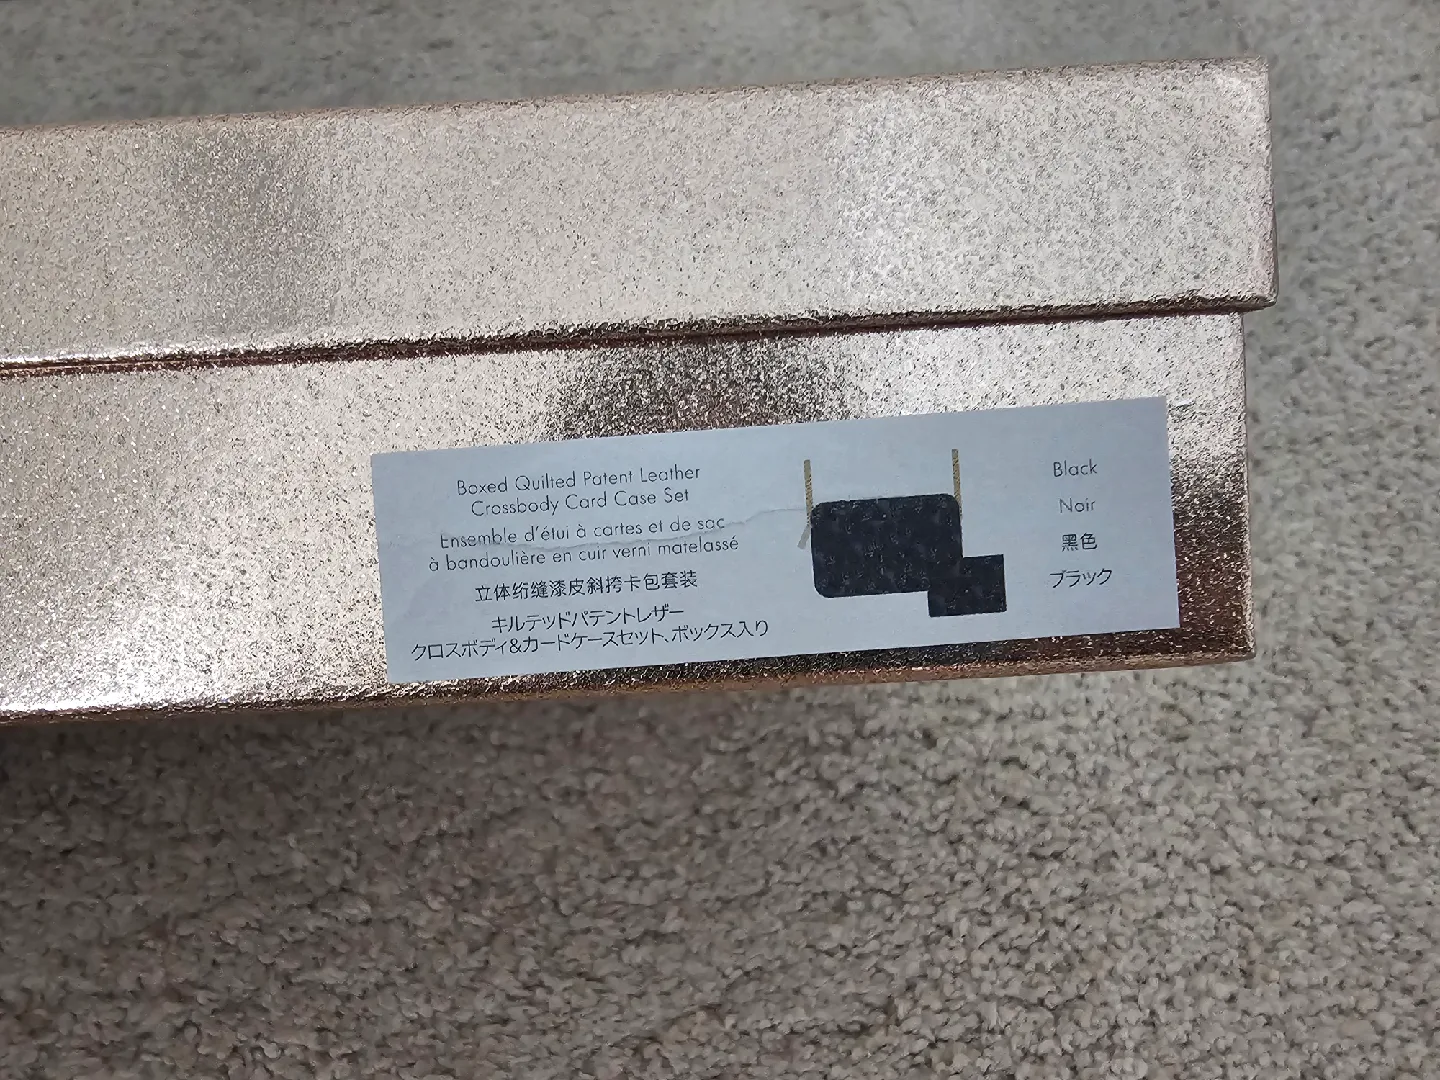 Boxed Quilted Patent Leather
Crossbody Card Case Set
Ensemble d'étui à cartes et de sac
à bandoulière en cuir verni matelassé
立体绗缝漆皮斜挎卡包套装
キルテッドパテントレザー
クロスボディ&カードケースセット、ボックス入り
Black
Noir
黑色
ブラック